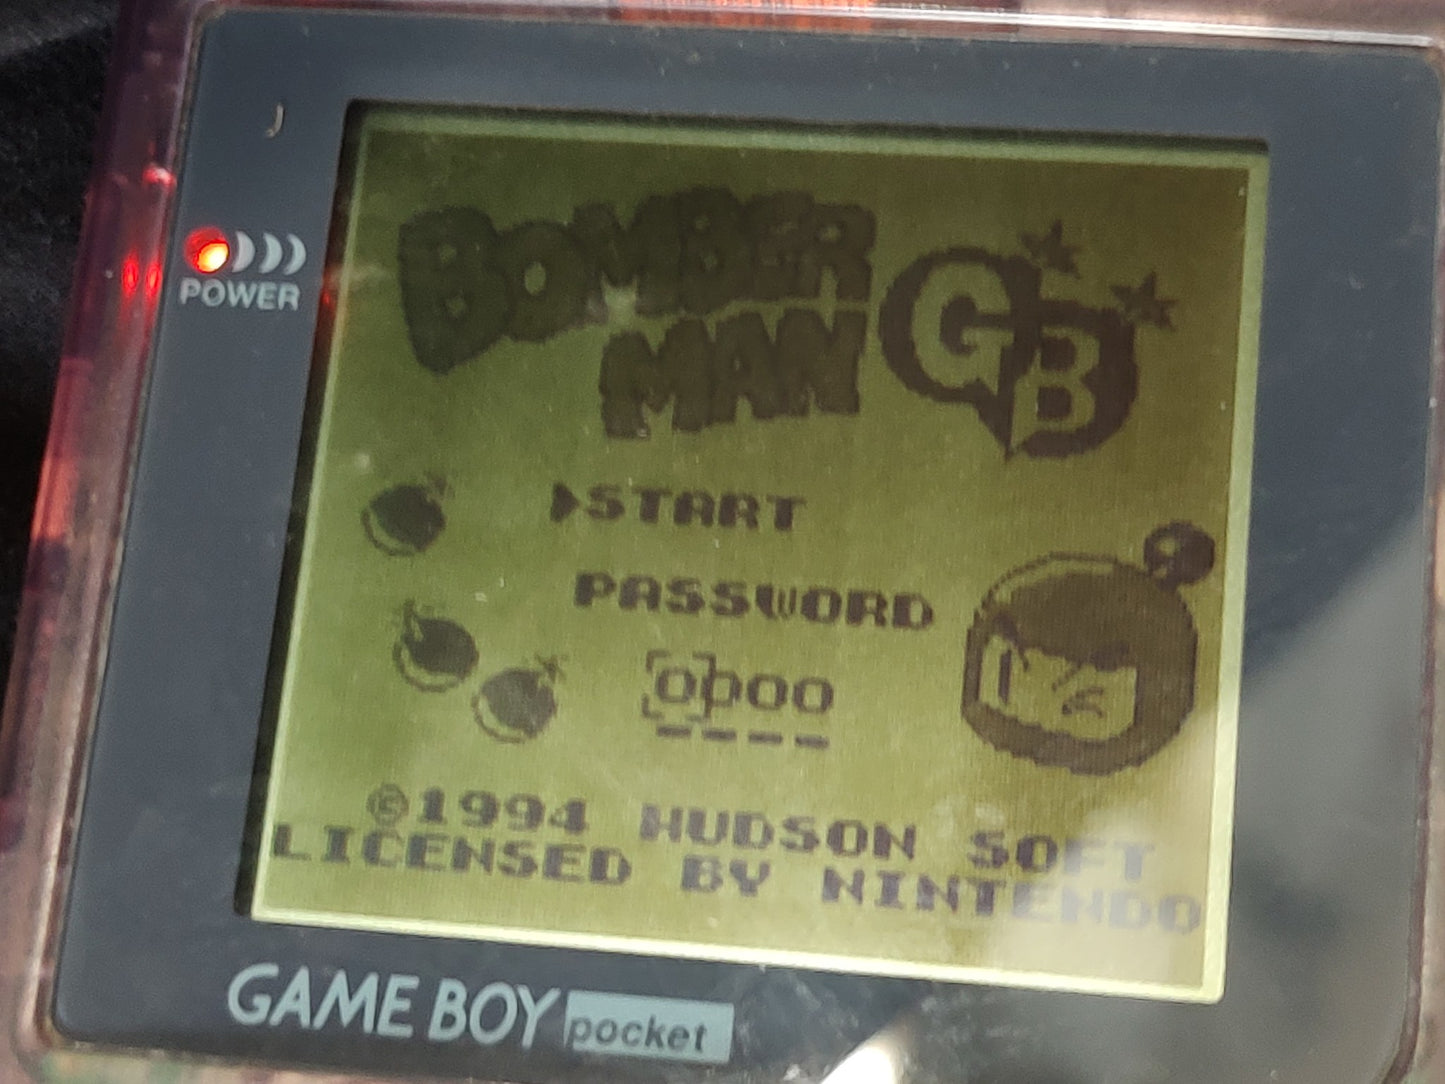 POWER
BOMBER
MAN
GB
START
PASSWORD
0000
©1994 HUDSON SOFT
LICENSED BY NINTENDO
GAME BOY pocket